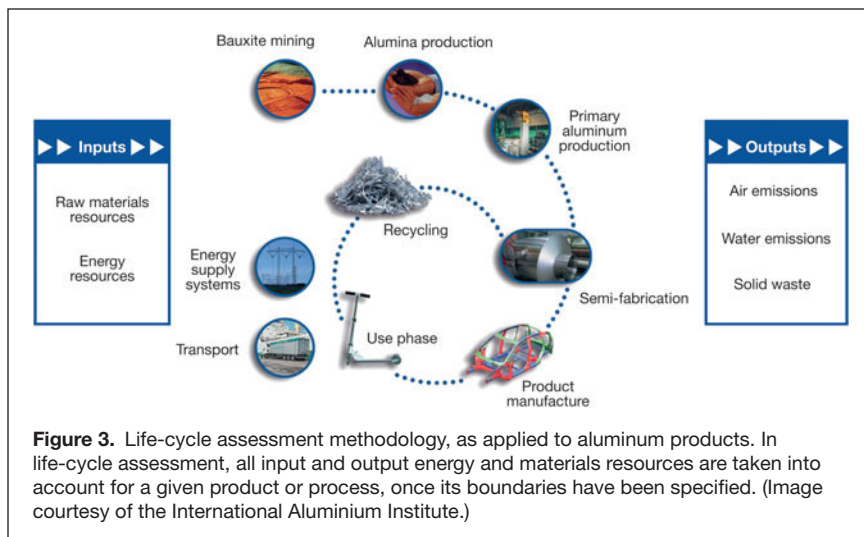 Bauxite mining
Alumina production
Primary
aluminum
production
Inputs
Raw materials
resources
Energy
resources
Outputs
Air emissions
Water emissions
Solid waste
Recycling
Energy
supply
systems
Semi-fabrication
Transport
Use phase
Product
manufacture
Figure 3. Life-cycle assessment methodology, as applied to aluminum products. In
life-cycle assessment, all input and output energy and materials resources are taken into
account for a given product or process, once its boundaries have been specified. (Image
courtesy of the International Aluminium Institute.)